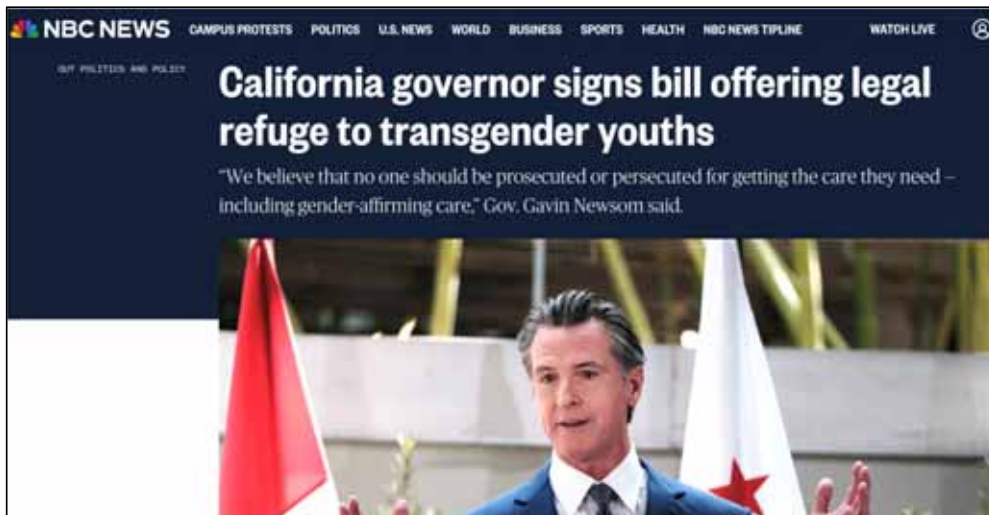 NBC NEWS CAMPUS PROTESTS POLITICS U.S. NEWS WORLD BUSINESS SPORTS HEALTH NBC NEWS TIPLINE WATCH LIVE
OUT POLITICS AND POLICY
California governor signs bill offering legal
refuge to transgender youths
“We believe that no one should be prosecuted or persecuted for getting the care they need –
including gender-affirming care,” Gov. Gavin Newsom said.